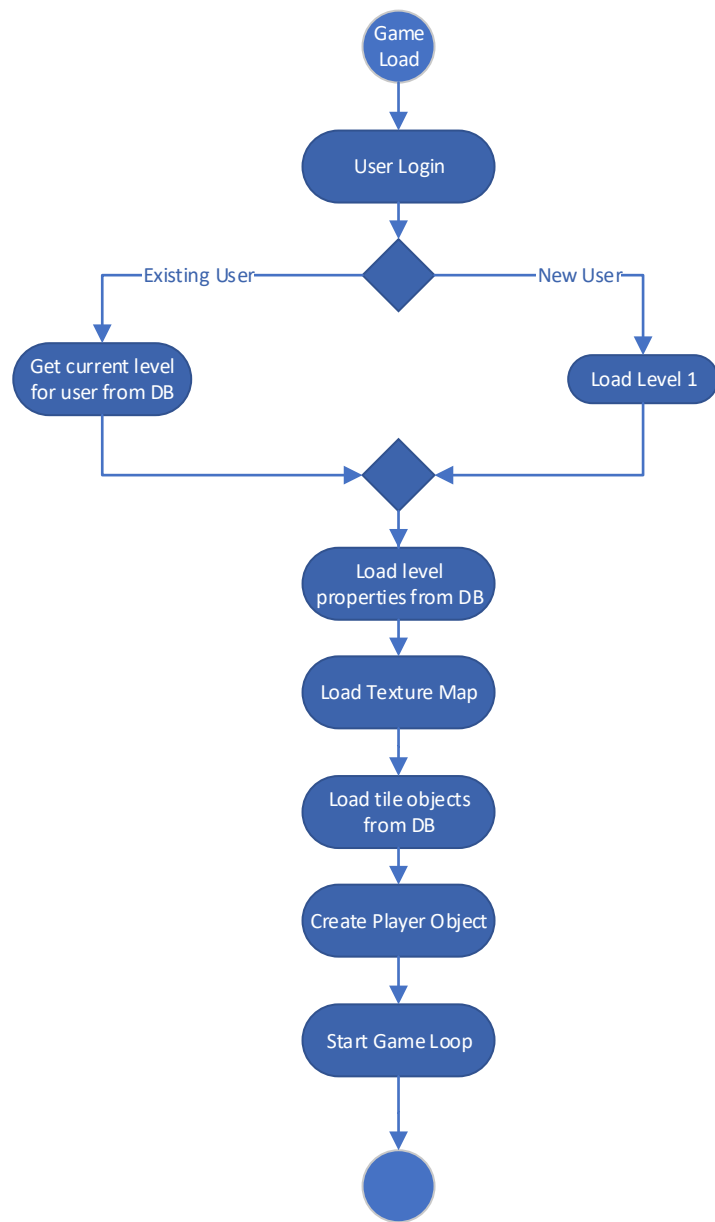 Game
Load
User Login
Existing User
New User
Get current level
for user from DB
Load Level 1
Load level
properties from DB
Load Texture Map
Load tile objects
from DB
Create Player Object
Start Game Loop